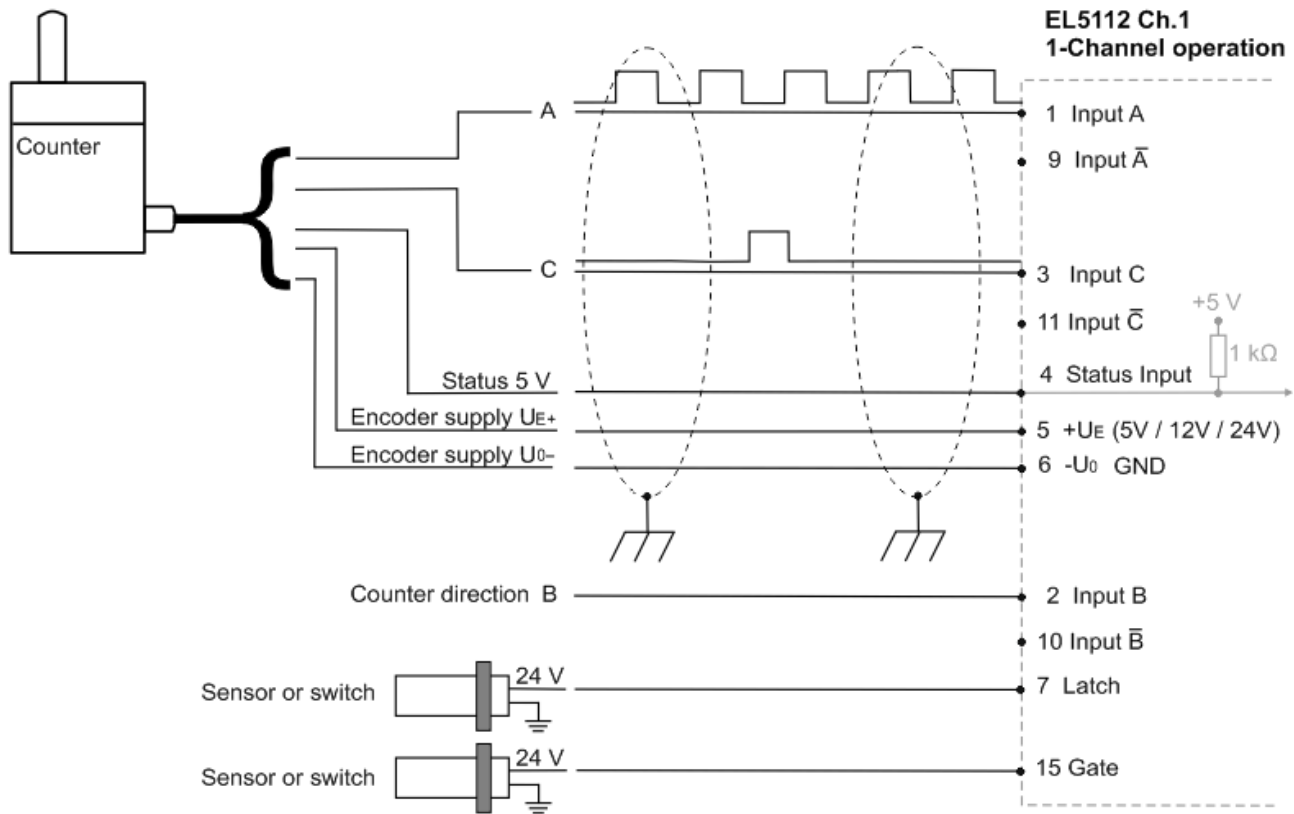 EL5112 Ch.1
1-Channel operation
Counter
A
1 Input A
9 Input A̅
C
3 Input C
11 Input C̅
+5 V
1 kΩ
Status 5 V
4 Status Input
Encoder supply UE+
5 +UE (5V / 12V / 24V)
Encoder supply U0–
6 -U0 GND
Counter direction B
2 Input B
10 Input B̅
Sensor or switch
24 V
7 Latch
Sensor or switch
24 V
15 Gate